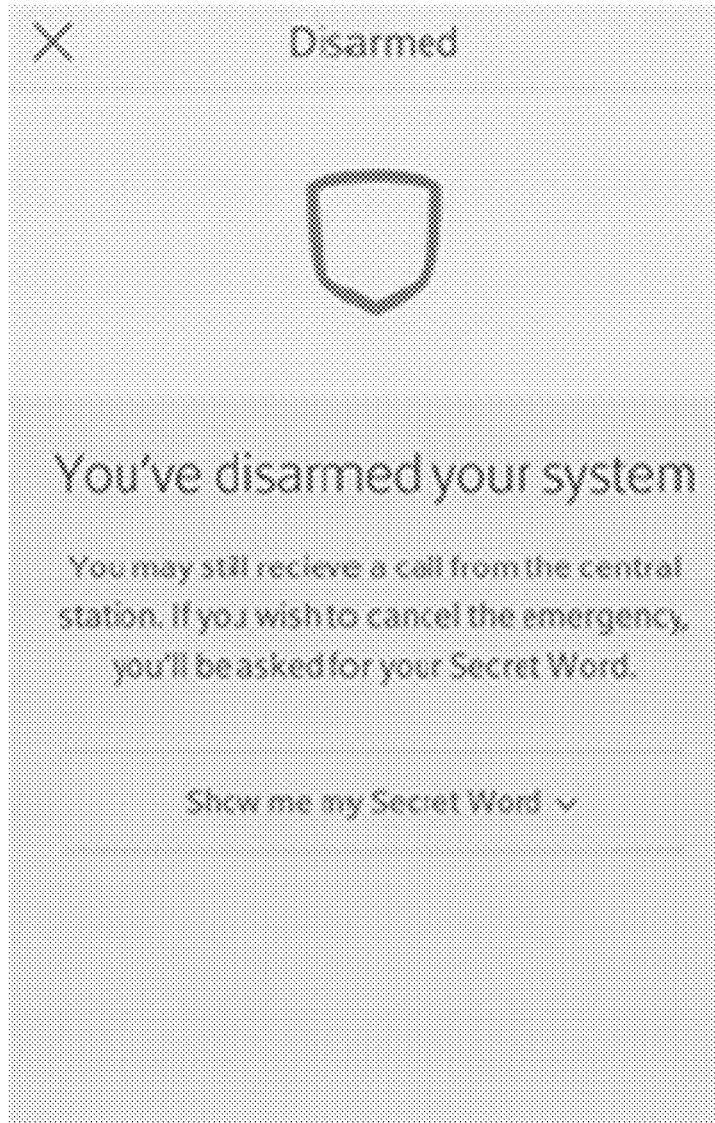 Disarmed
You've disarmed your system
You may still recieve a call from the central
station. If you wish to cancel the emergency,
you'll be asked for your Secret Word.
Show me my Secret Word